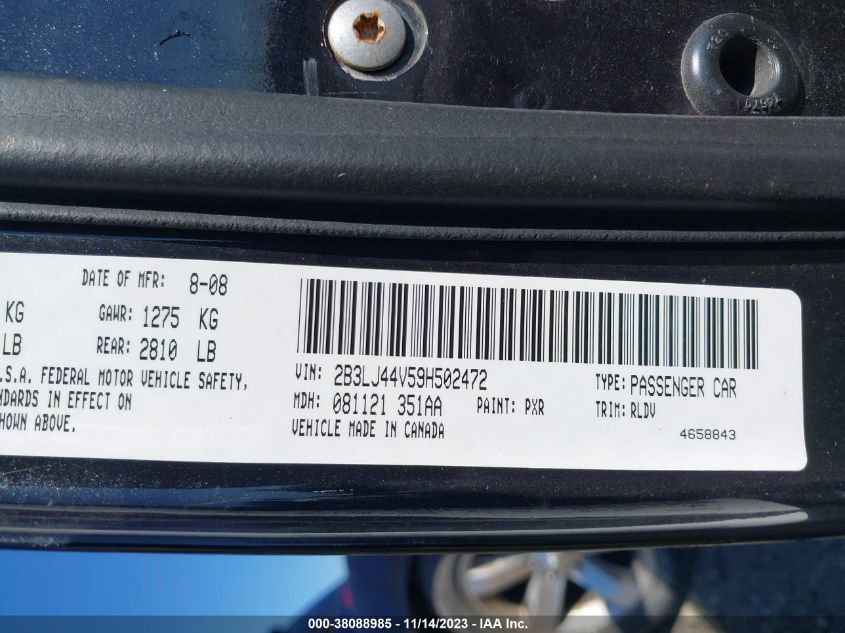 DATE OF MFR: 8-08
KG GAWR: 1275 KG
LB REAR: 2810 LB
.S.A. FEDERAL MOTOR VEHICLE SAFETY,
NDARDS IN EFFECT ON
HOWN ABOVE.
VIN: 2B3LJ44V59H502472 TYPE: PASSENGER CAR
MDH: 081121 351AA PAINT: PXR TRIM: RLDV
VEHICLE MADE IN CANADA 4658843
000-38088985 - 11/14/2023 - IAA Inc.